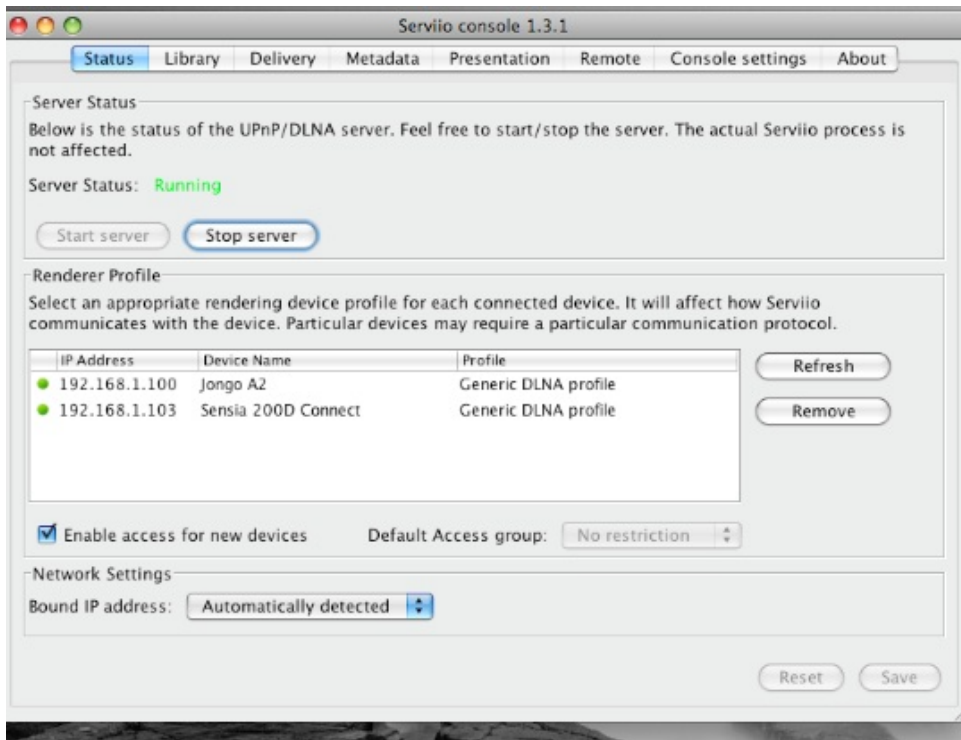 Serviio console 1.3.1
Status Library Delivery Metadata Presentation Remote Console settings About
Server Status
Below is the status of the UPnP/DLNA server. Feel free to start/stop the server. The actual Serviio process is
not affected.
Server Status: Running
Start server Stop server
Renderer Profile
Select an appropriate rendering device profile for each connected device. It will affect how Serviio
communicates with the device. Particular devices may require a particular communication protocol.
IP Address Device Name Profile
192.168.1.100 Jongo A2 Generic DLNA profile
192.168.1.103 Sensia 200D Connect Generic DLNA profile
Refresh
Remove
Enable access for new devices Default Access group: No restriction
Network Settings
Bound IP address: Automatically detected
Reset Save